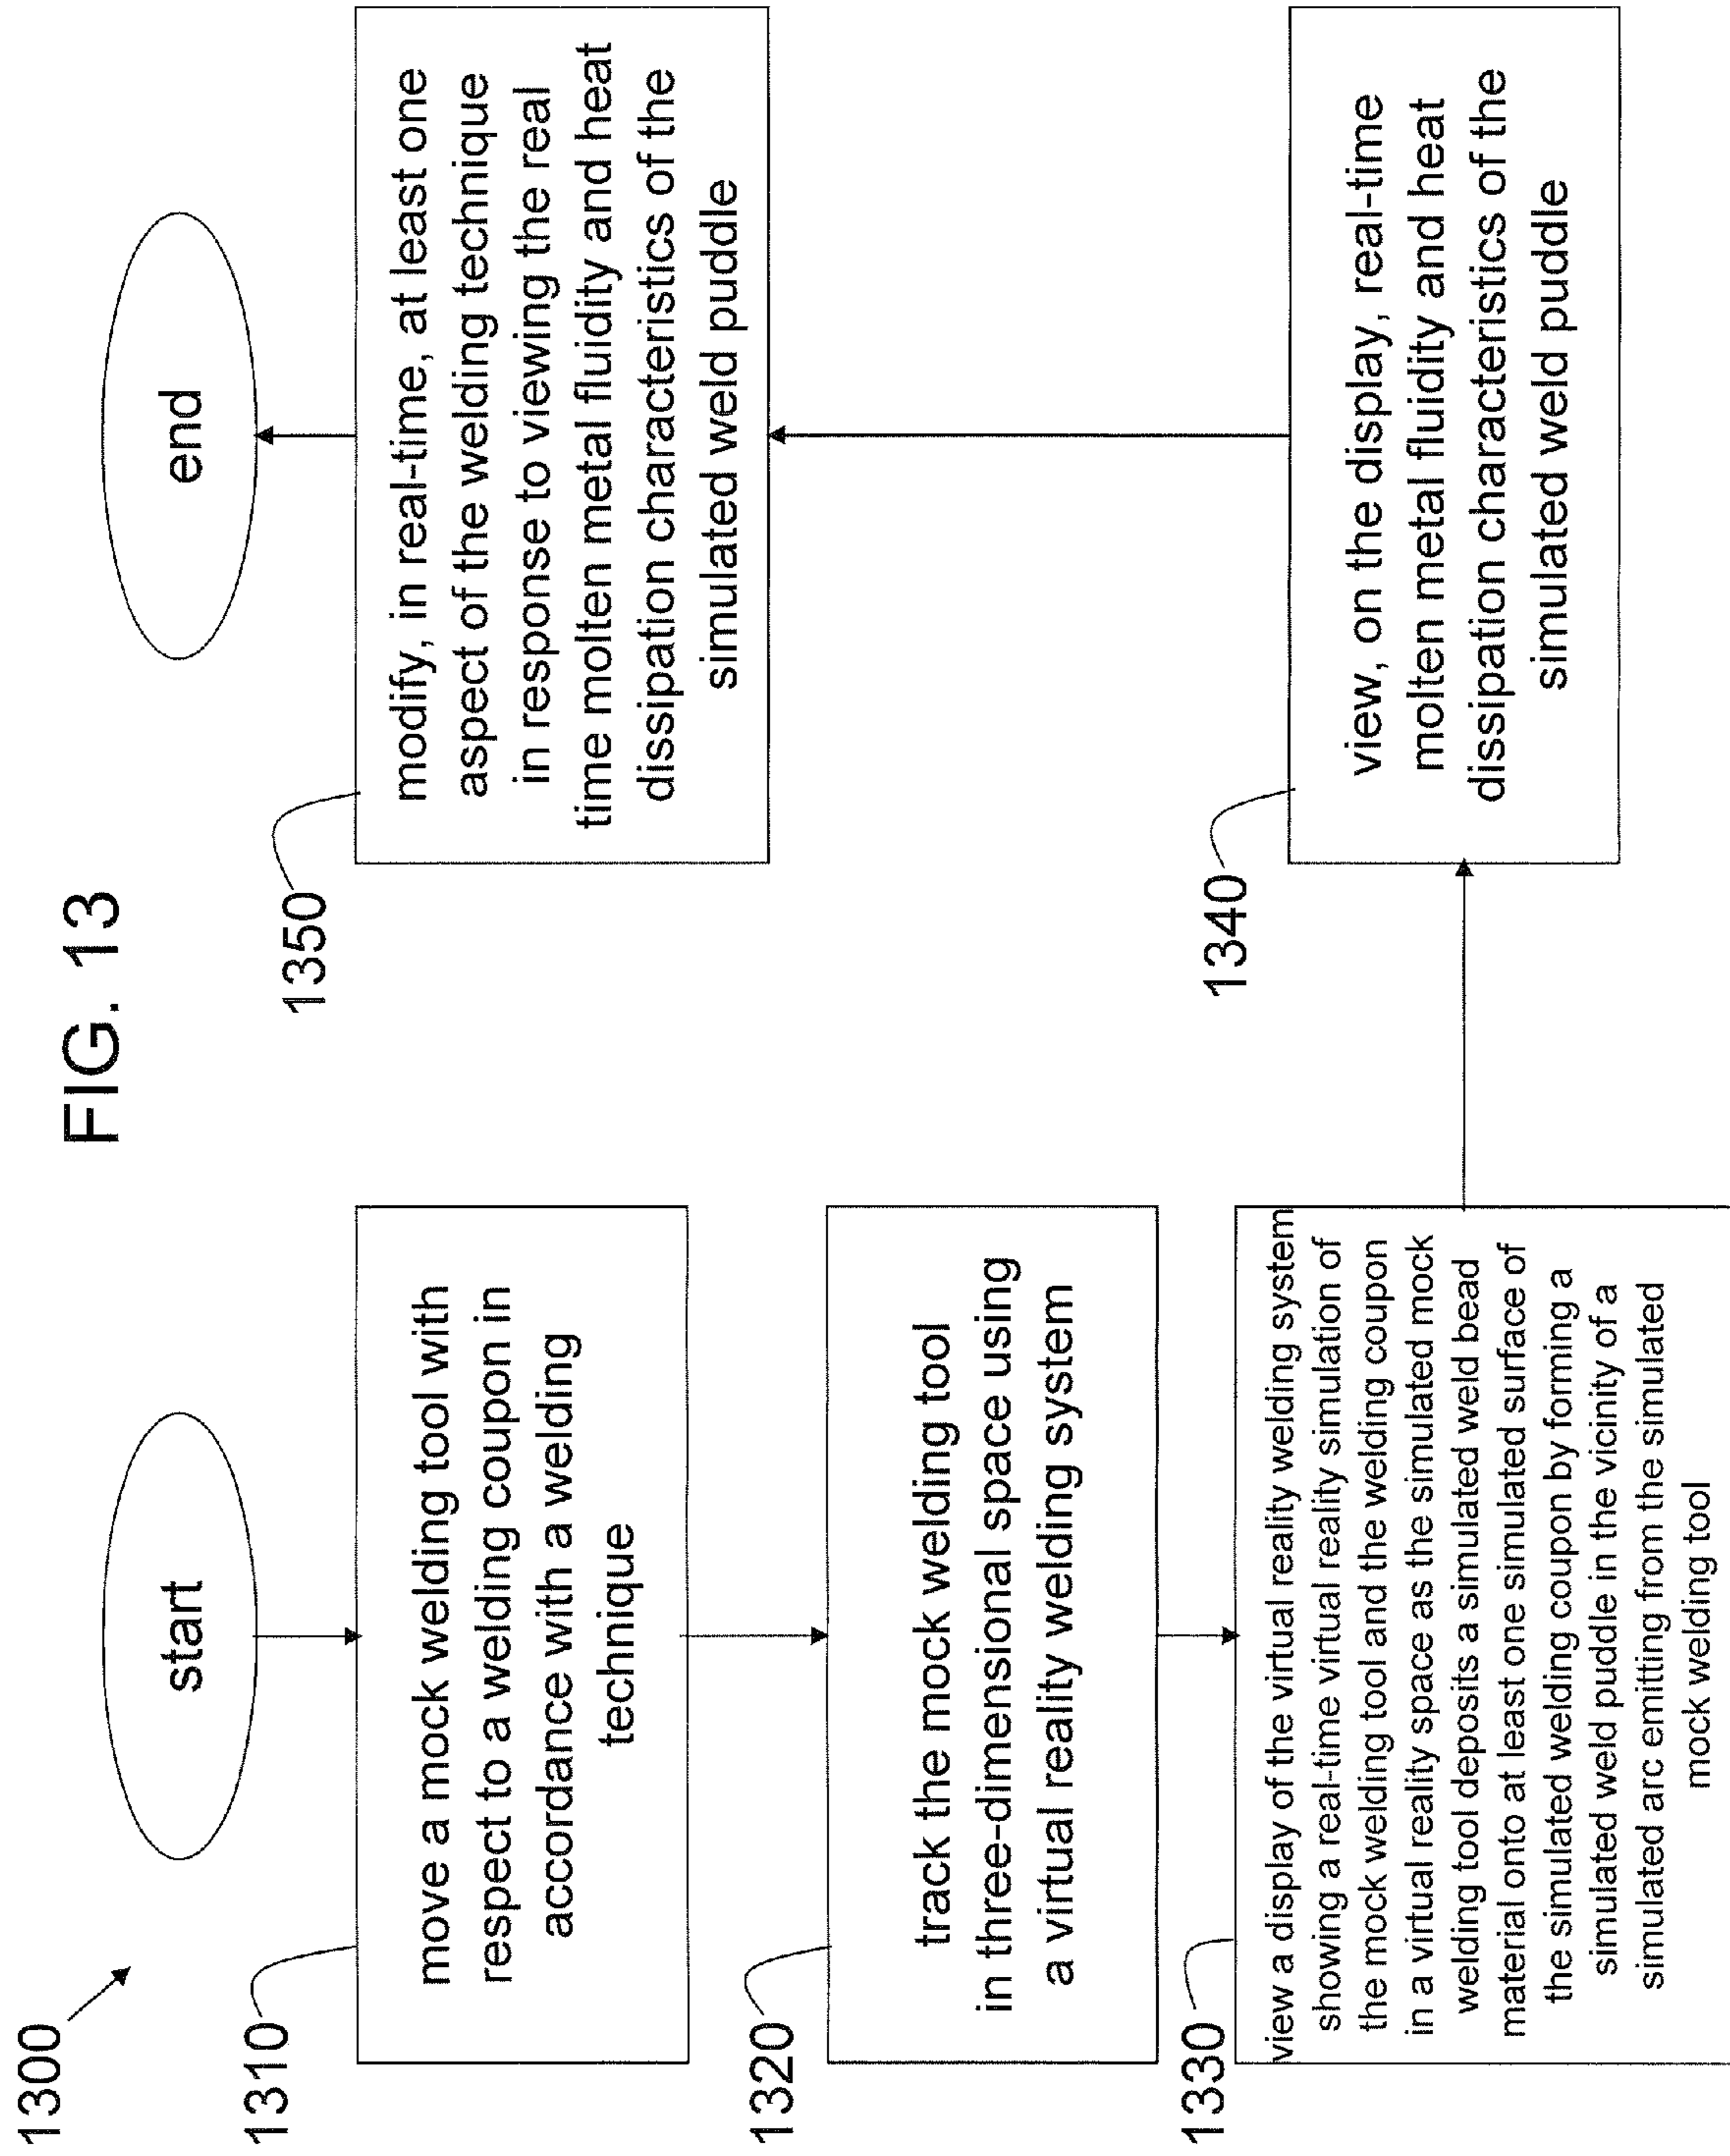 FIG. 13
1300
start
1310
move a mock welding tool with
respect to a welding coupon in
accordance with a welding
technique
1320
track the mock welding tool
in three-dimensional space using
a virtual reality welding system
1330
view a display of the virtual reality welding system
showing a real-time virtual reality simulation of
the mock welding tool and the welding coupon
in a virtual reality space as the simulated mock
welding tool deposits a simulated weld bead
material onto at least one simulated surface of
the simulated welding coupon by forming a
simulated weld puddle in the vicinity of a
simulated arc emitting from the simulated
mock welding tool
1340
view, on the display, real-time
molten metal fluidity and heat
dissipation characteristics of the
simulated weld puddle
1350
modify, in real-time, at least one
aspect of the welding technique
in response to viewing the real
time molten metal fluidity and heat
dissipation characteristics of the
simulated weld puddle
end